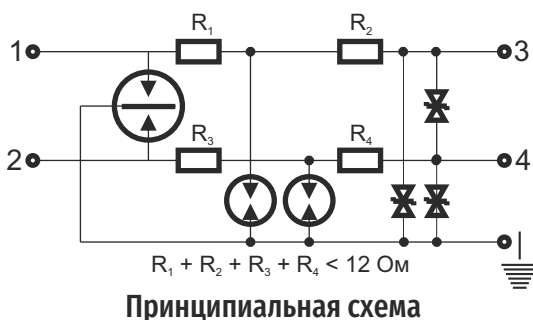 R₁ R₂
1 3
R₃ R₄
2 4
R₁ + R₂ + R₃ + R₄ < 12 Ом
Принципиальная схема